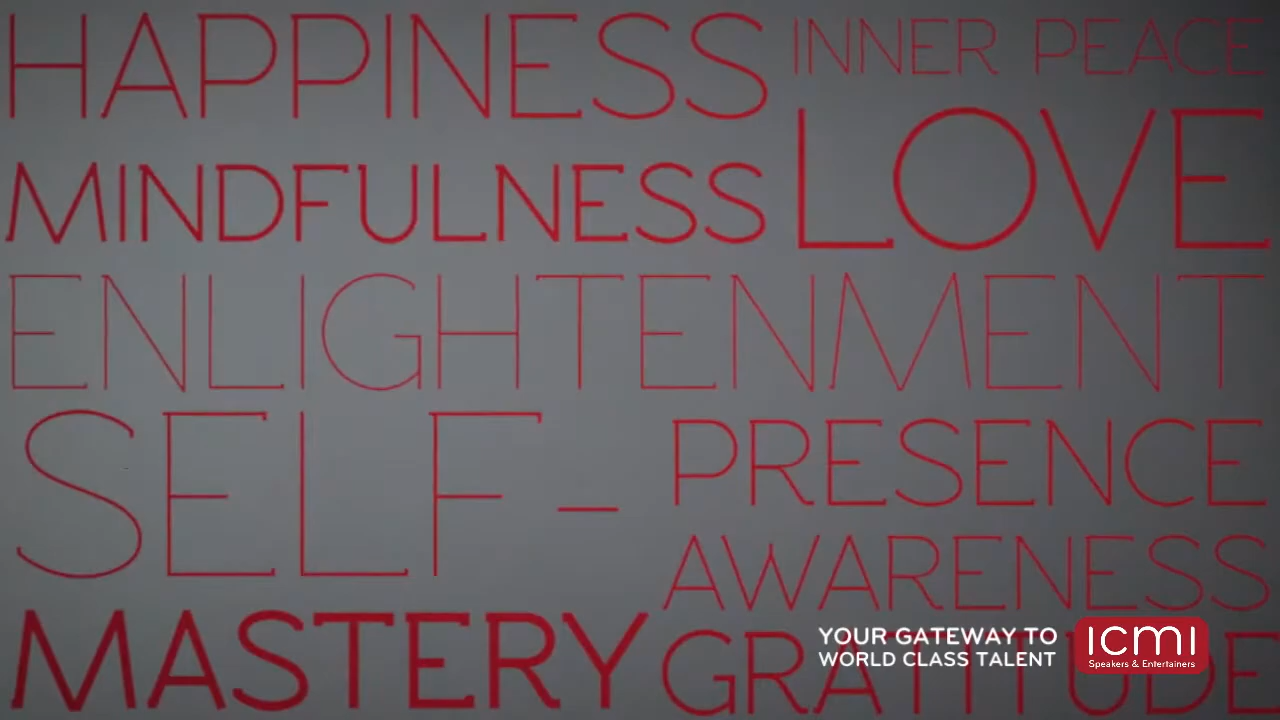 HAPPINESS
INNER PEACE
LOVE
MINDFULNESS
ENLIGHTENMENT
SELF-
MASTERY
PRESENCE
AWARENESS
GRATITUDE
YOUR GATEWAY TO
WORLD CLASS TALENT
ICMI
Speakers & Entertainers